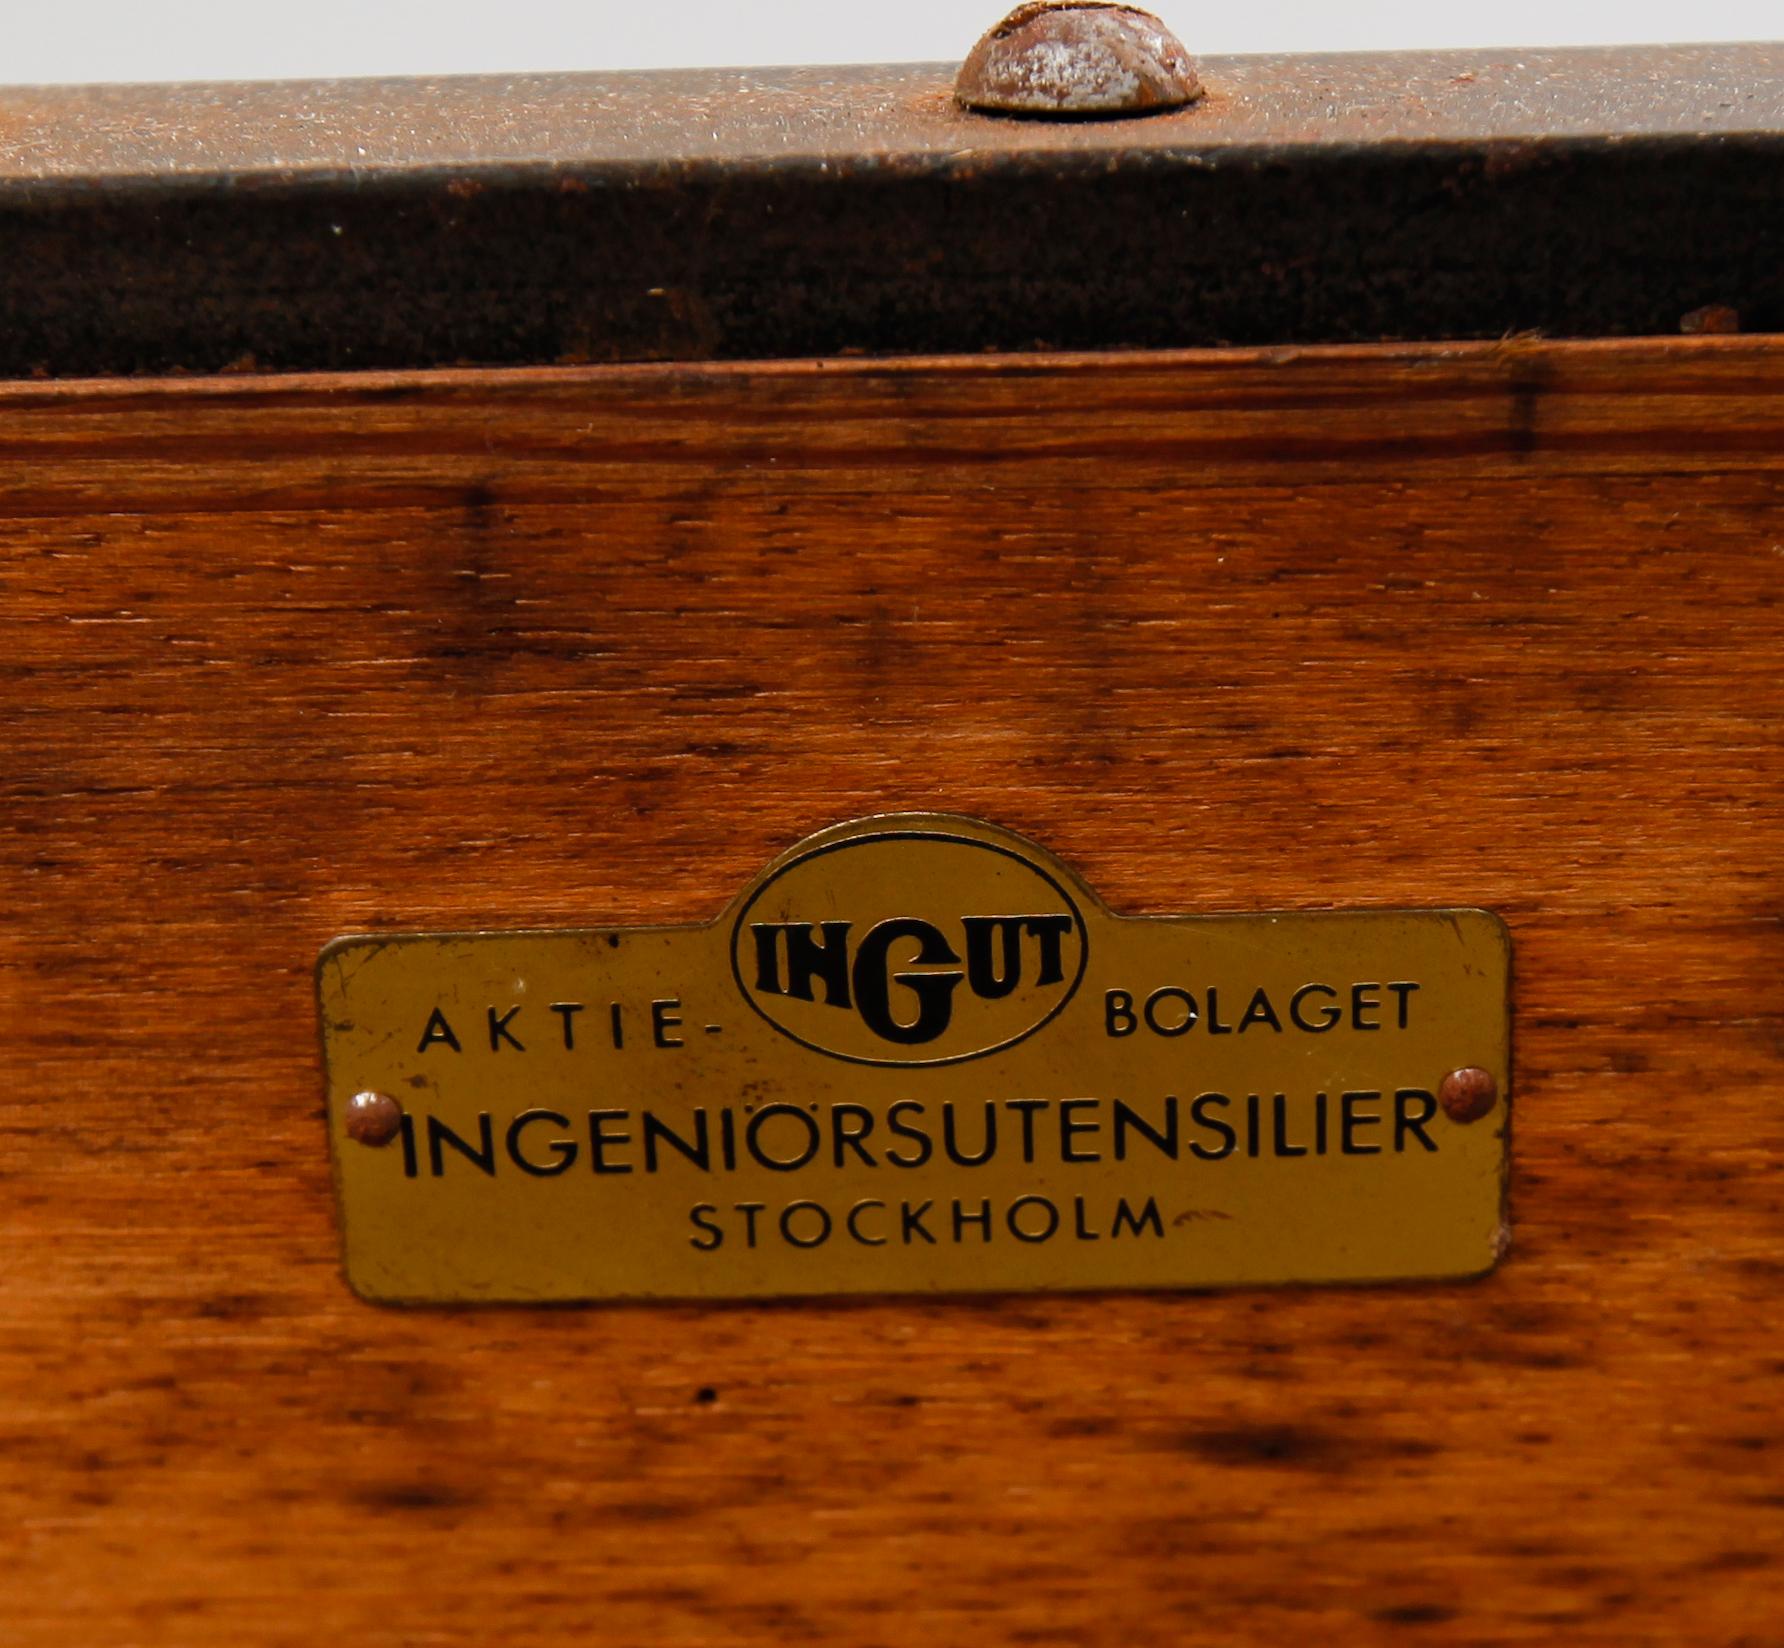 INGUT
AKTIE- BOLAGET
INGENIÖRSUTENSILIER
STOCKHOLM